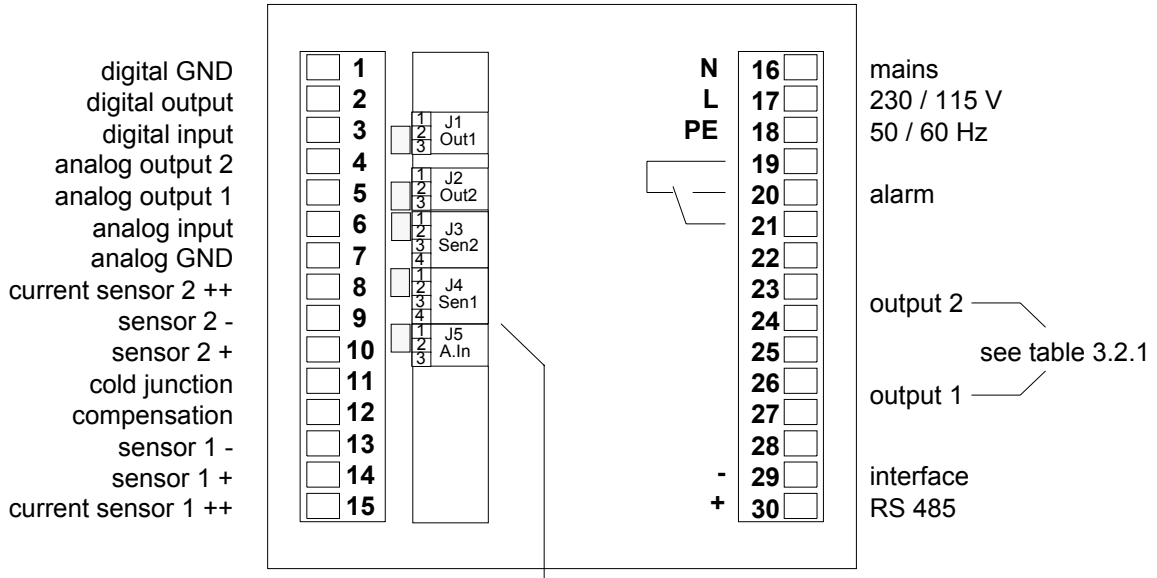 digital GND 1
digital output 2
digital input 3
analog output 2 4
analog output 1 5
analog input 6
analog GND 7
current sensor 2 ++ 8
sensor 2 - 9
sensor 2 + 10
cold junction 11
compensation 12
sensor 1 - 13
sensor 1 + 14
current sensor 1 ++ 15
1
2
3
J1
Out1
1
2
3
J2
Out2
1
2
3
4
J3
Sen2
1
2
3
4
J4
Sen1
1
2
3
J5
A.In
N 16 mains
L 17 230 / 115 V
PE 18 50 / 60 Hz
19
20 alarm
21
22
23
24
25
26
27
28
output 2
see table 3.2.1
output 1
- 29 interface
+ 30 RS 485